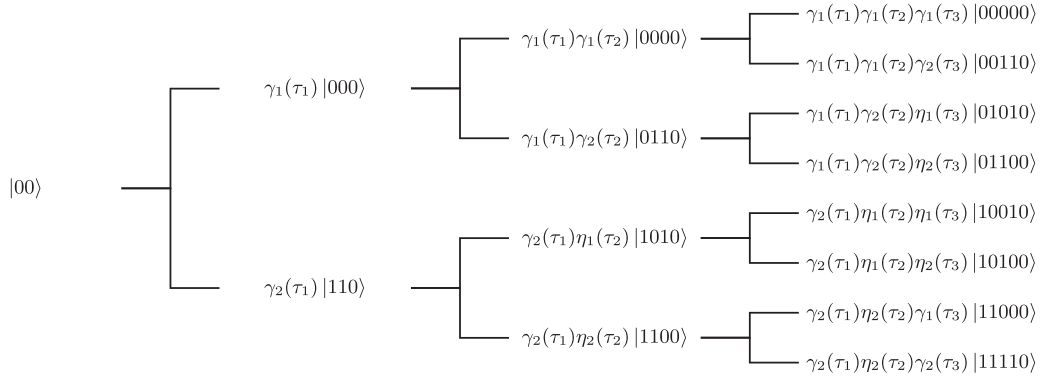 γ₁(τ₁)γ₁(τ₂)γ₁(τ₃) |00000⟩
γ₁(τ₁)γ₁(τ₂) |0000⟩
γ₁(τ₁)γ₁(τ₂)γ₂(τ₃) |00110⟩
γ₁(τ₁) |000⟩
γ₁(τ₁)γ₂(τ₂)η₁(τ₃) |01010⟩
γ₁(τ₁)γ₂(τ₂) |0110⟩
γ₁(τ₁)γ₂(τ₂)η₂(τ₃) |01100⟩
|00⟩
γ₂(τ₁)η₁(τ₂)η₁(τ₃) |10010⟩
γ₂(τ₁)η₁(τ₂) |1010⟩
γ₂(τ₁)η₁(τ₂)η₂(τ₃) |10100⟩
γ₂(τ₁) |110⟩
γ₂(τ₁)η₂(τ₂)γ₁(τ₃) |11000⟩
γ₂(τ₁)η₂(τ₂) |1100⟩
γ₂(τ₁)η₂(τ₂)γ₂(τ₃) |11110⟩